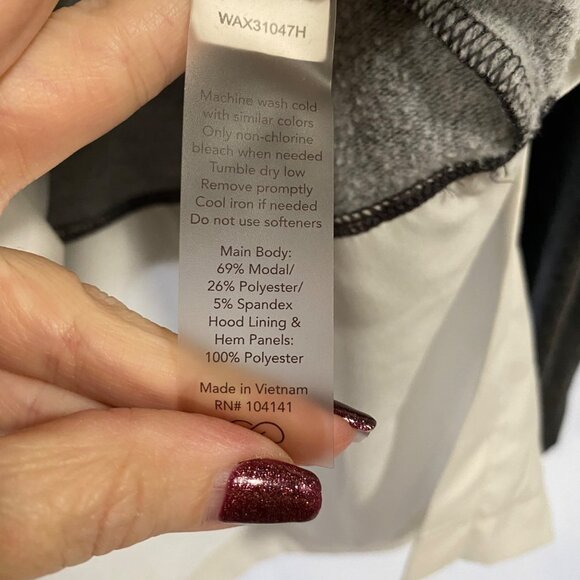 WAX31047H
Machine wash cold
with similar colors
Only non-chlorine
bleach when needed
Tumble dry low
Remove promptly
Cool iron if needed
Do not use softeners
Main Body:
69% Modal/
26% Polyester/
5% Spandex
Hood Lining &
Hem Panels:
100% Polyester
Made in Vietnam
RN# 104141